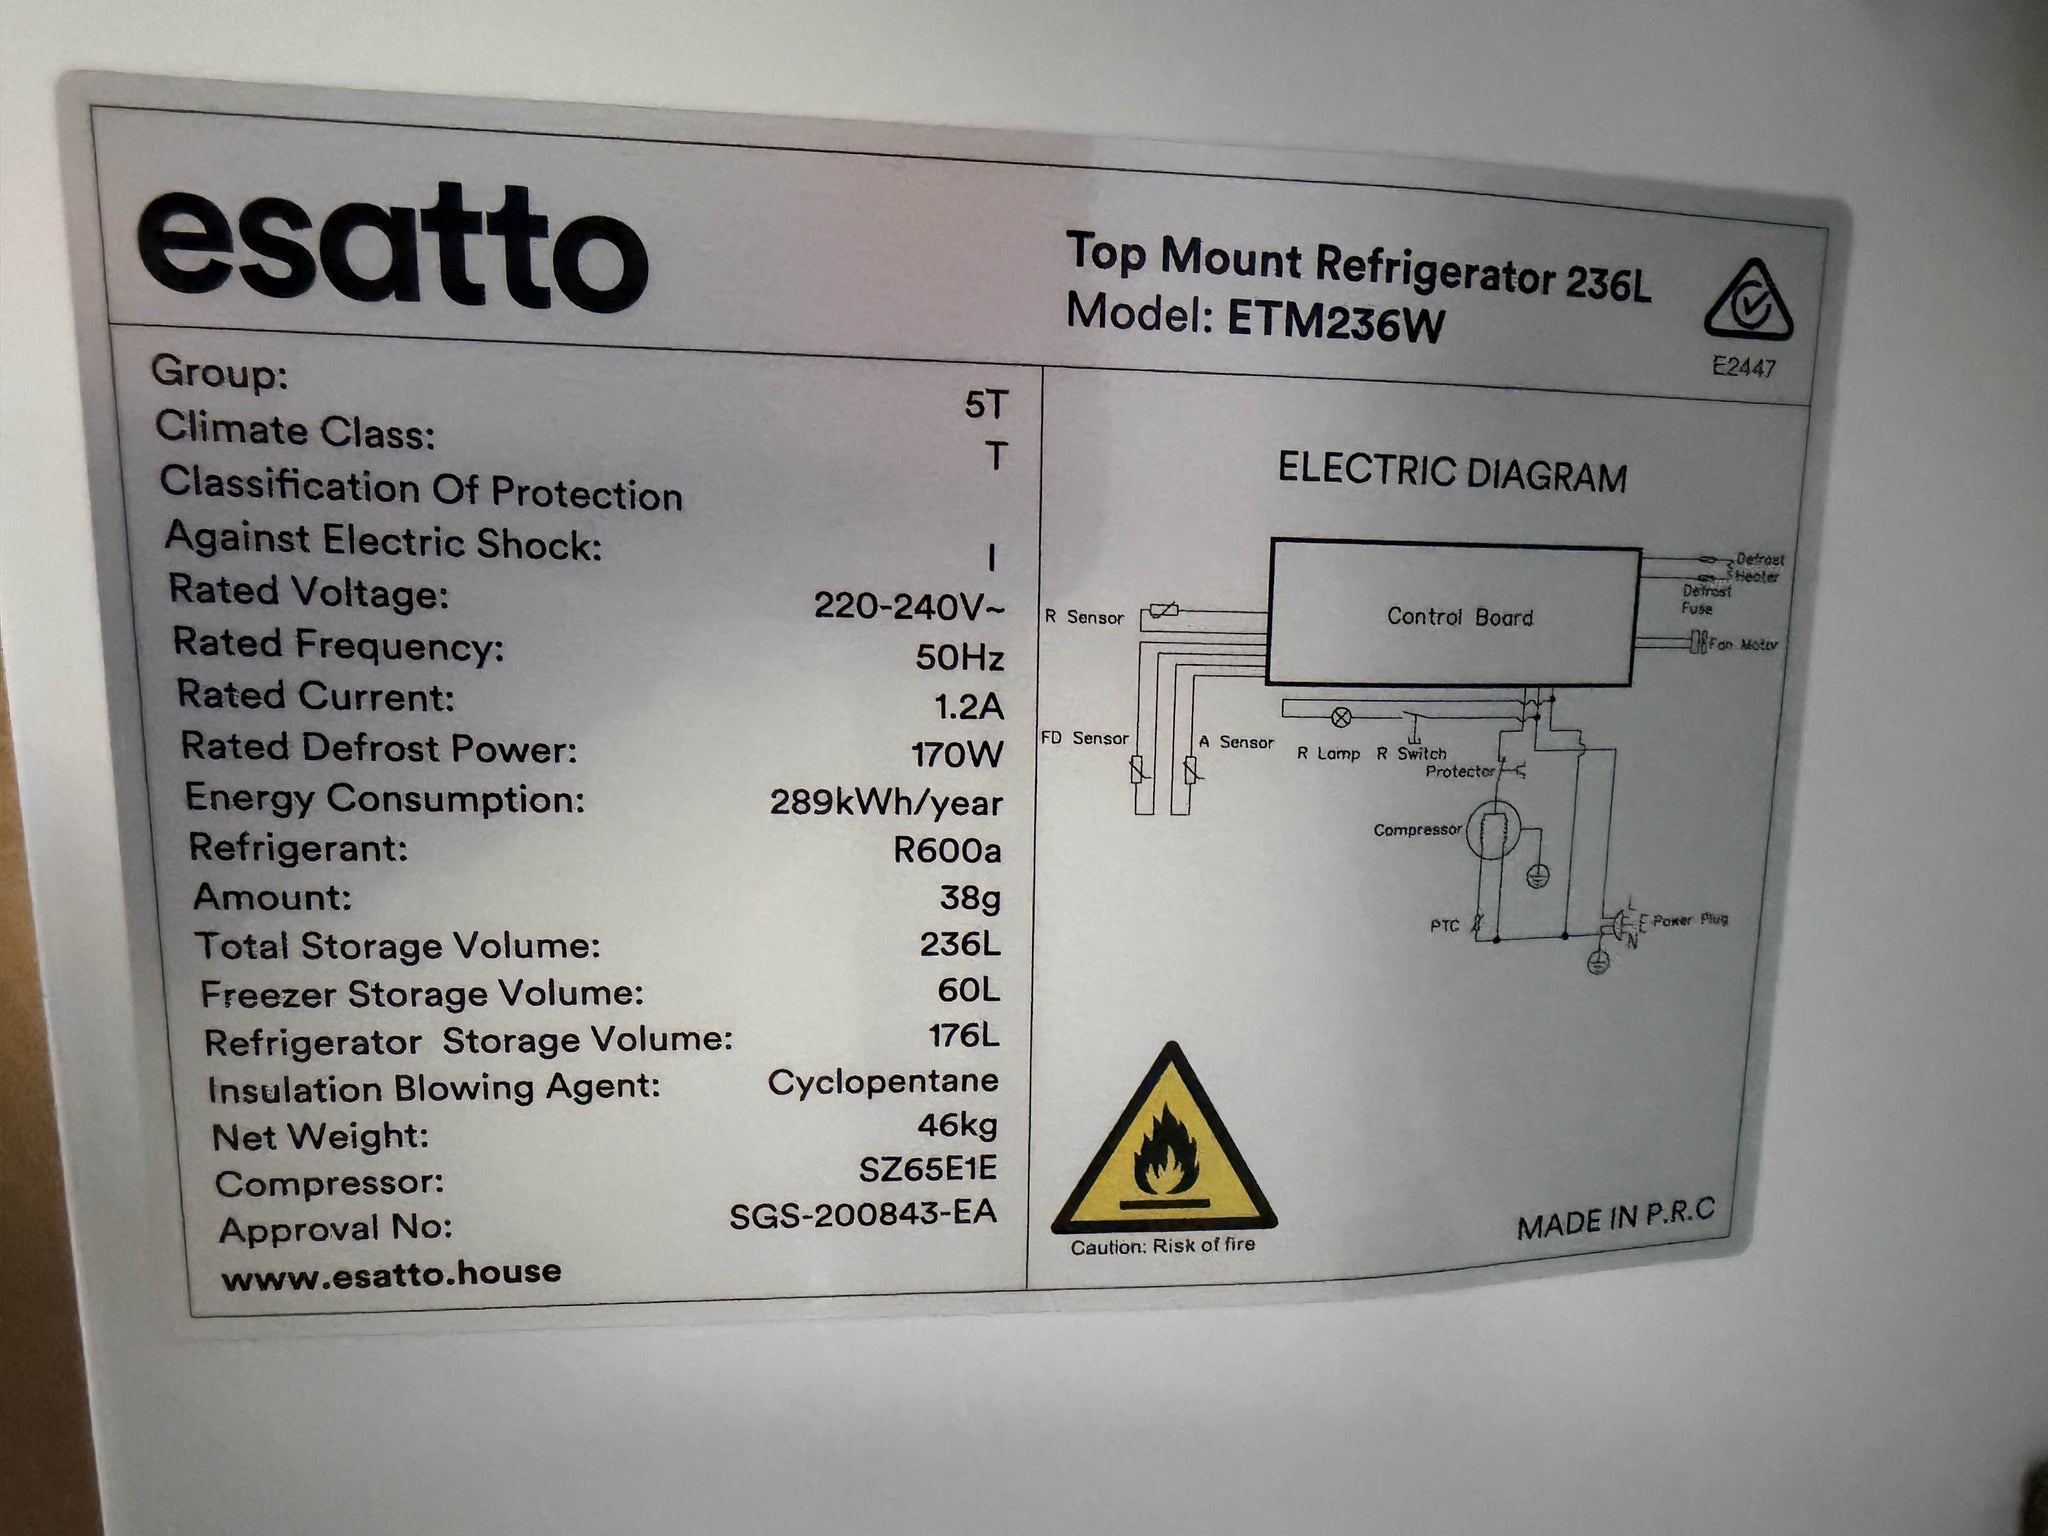 esatto
Top Mount Refrigerator 236L
Model: ETM236W
E2447
Group: 5T
Climate Class: T
Classification Of Protection
Against Electric Shock: I
Rated Voltage: 220-240V~
Rated Frequency: 50Hz
Rated Current: 1.2A
Rated Defrost Power: 170W
Energy Consumption: 289kWh/year
Refrigerant: R600a
Amount: 38g
Total Storage Volume: 236L
Freezer Storage Volume: 60L
Refrigerator Storage Volume: 176L
Insulation Blowing Agent: Cyclopentane
Net Weight: 46kg
Compressor: SZ65E1E
Approval No: SGS-200843-EA
www.esatto.house
ELECTRIC DIAGRAM
Defrost
Heater
Defrost
Fuse
Control Board
R Sensor
Fan Motor
FD Sensor
A Sensor
R Lamp
R Switch
Protector
Compressor
PTC
L
E
N
Power Plug
Caution: Risk of fire
MADE IN P.R.C